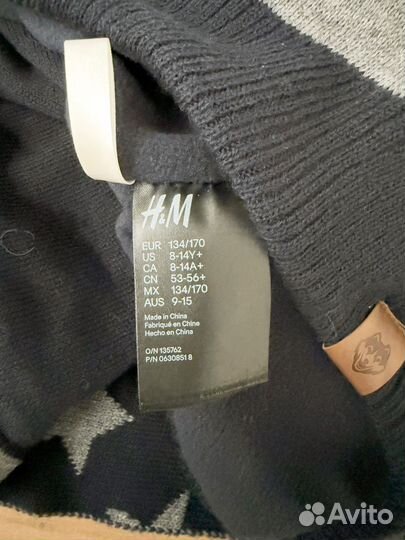 H&M
EUR 134/170
US 8-14Y+
CA 8-14A+
CN 53-56+
MX 134/170
AUS 9-15
Made in China
Fabriqué en Chine
Hecho en China
O/N 135762
P/N 0630851 8
Avito